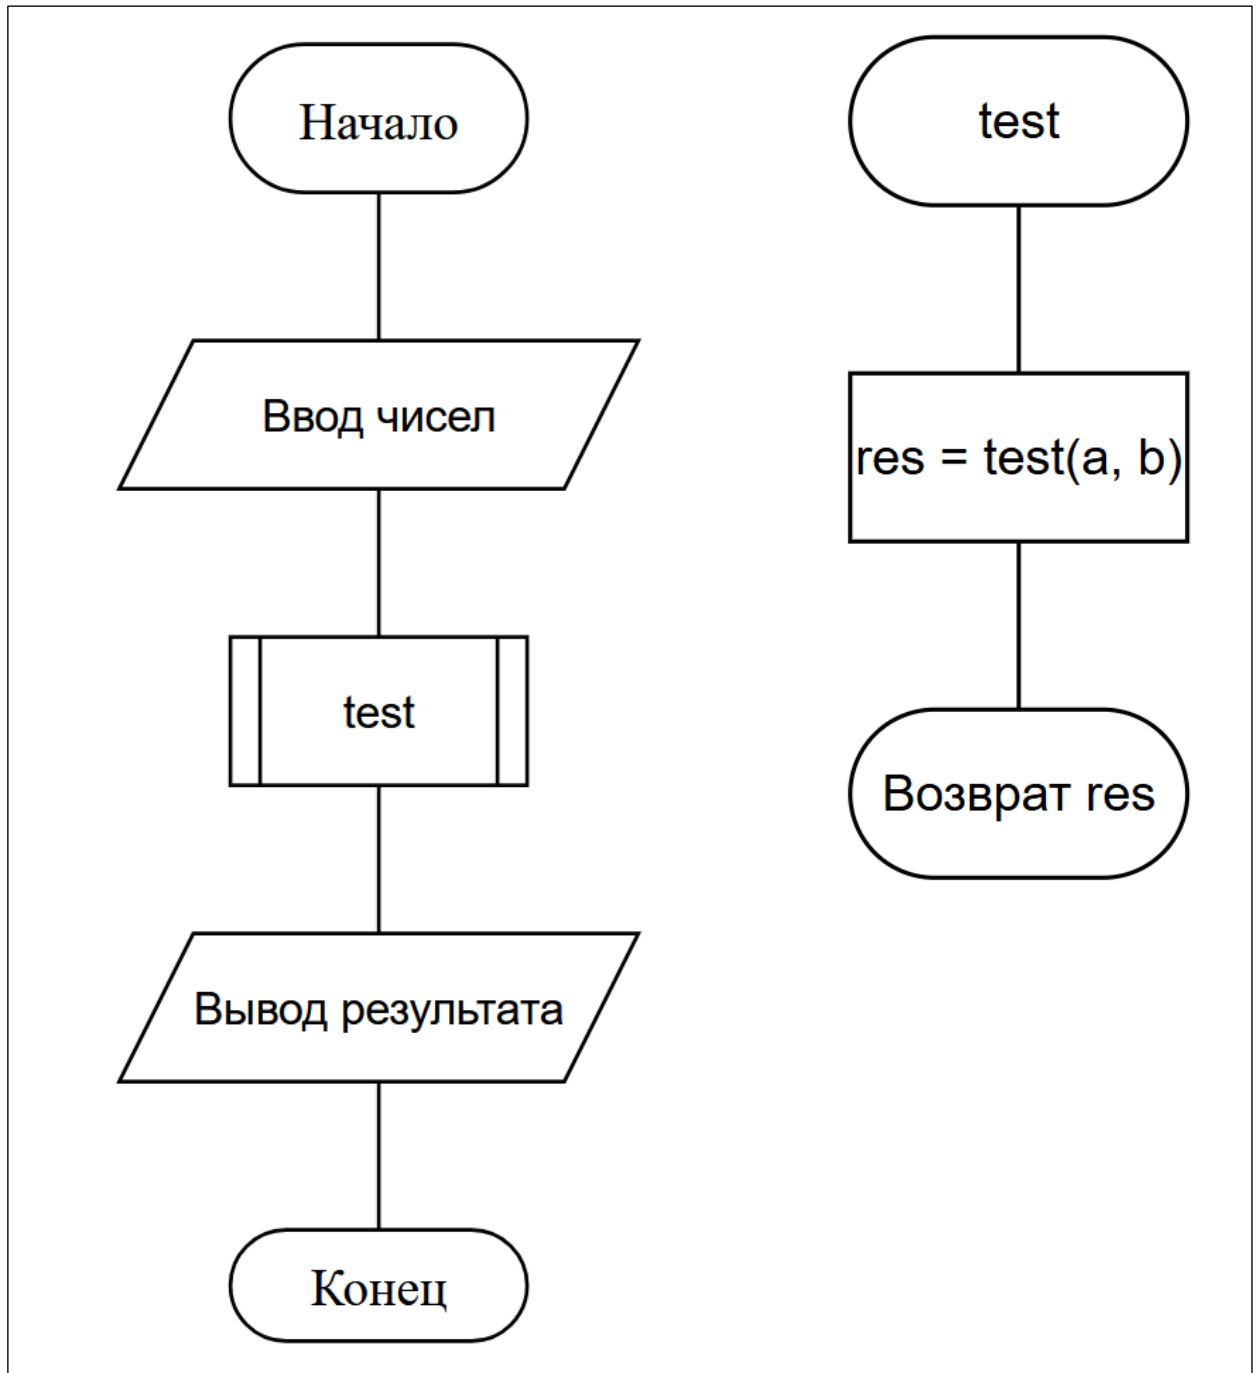 Начало
Ввод чисел
test
Вывод результата
Конец
test
res = test(a, b)
Возврат res